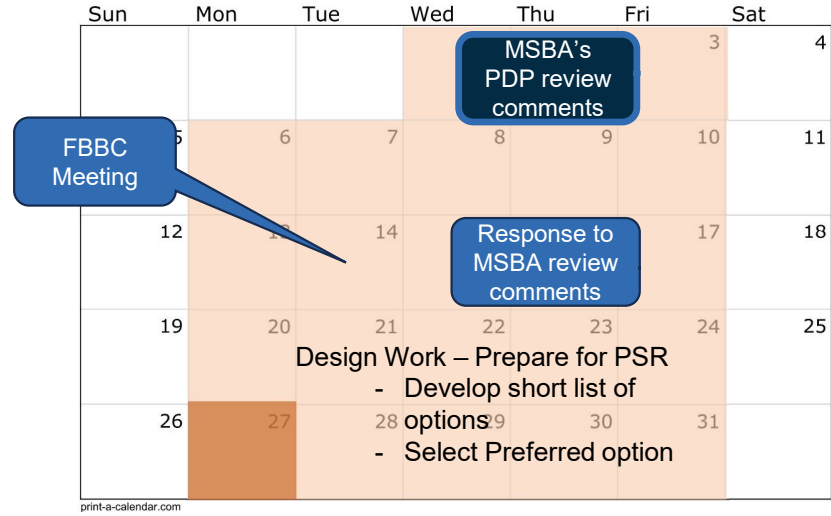 Sun Mon Tue Wed Thu Fri Sat
3 4
MSBA's
PDP review
comments
FBBC
Meeting
5 6 7 8 9 10 11
12 13 14 17 18
Response to
MSBA review
comments
19 20 21 22 23 24 25
Design Work – Prepare for PSR
- Develop short list of
options
- Select Preferred option
26 27 28 29 30 31
print-a-calendar.com